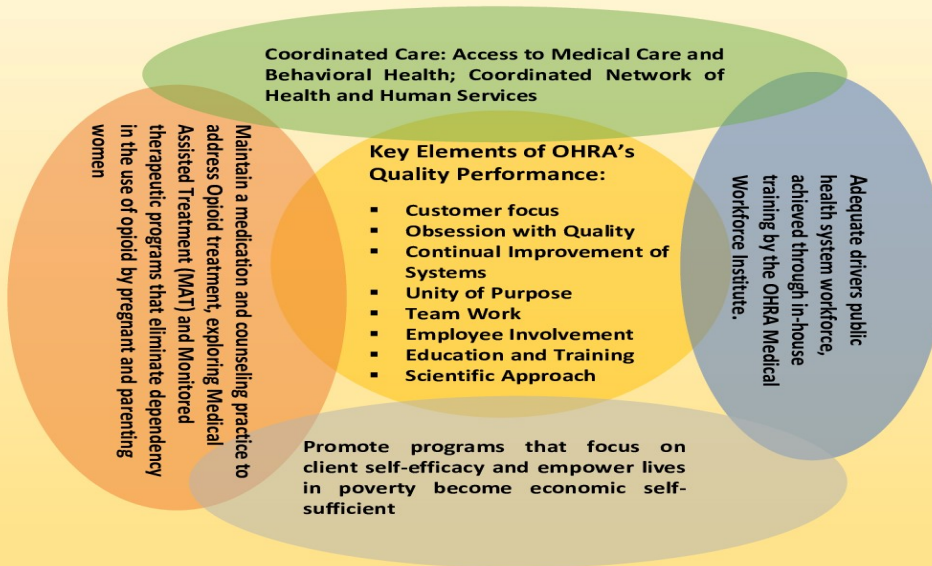 Coordinated Care: Access to Medical Care and
Behavioral Health; Coordinated Network of
Health and Human Services
Maintain a medication and counseling practice to
address Opioid treatment, exploring Medical
Assisted Treatment (MAT) and Monitored
therapeutic programs that eliminate dependency
in the use of opioid by pregnant and parenting
women
Key Elements of OHRA's
Quality Performance:
▪ Customer focus
▪ Obsession with Quality
▪ Continual Improvement of
Systems
▪ Unity of Purpose
▪ Team Work
▪ Employee Involvement
▪ Education and Training
▪ Scientific Approach
Adequate drivers public
health system workforce,
achieved through in-house
training by the OHRA Medical
Workforce Institute.
Promote programs that focus on
client self-efficacy and empower lives
in poverty become economic self-
sufficient